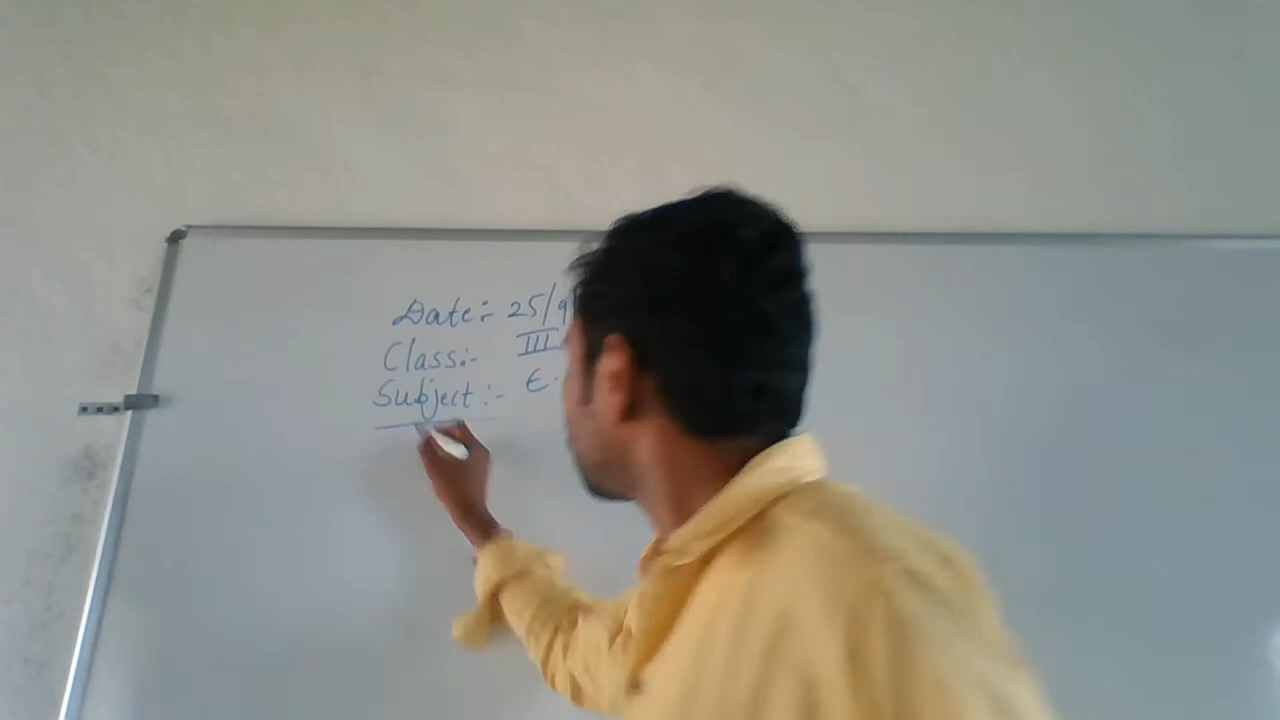 Date:- 25/9
Class:- III
Subject:- E.